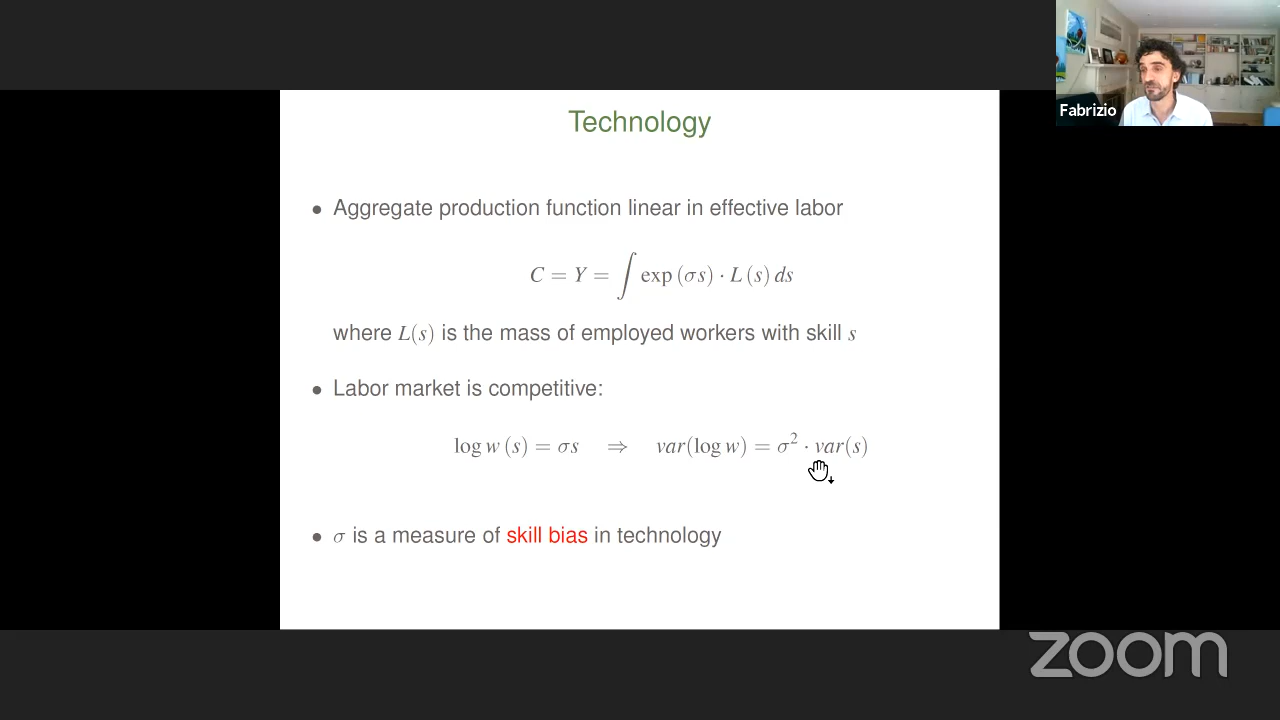 Fabrizio
Technology
• Aggregate production function linear in effective labor
C = Y = ∫ exp (σs) · L (s) ds
where L(s) is the mass of employed workers with skill s
• Labor market is competitive:
log w (s) = σs ⇒ var(log w) = σ² · var(s)
• σ is a measure of skill bias in technology
zoom